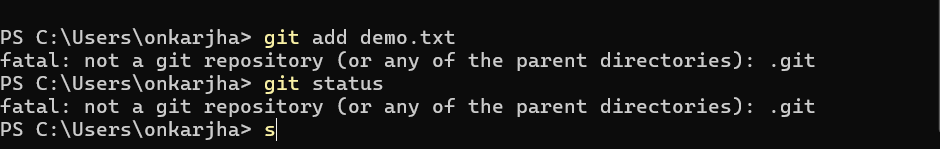 PS C:\Users\onkarjha> git add demo.txt
fatal: not a git repository (or any of the parent directories): .git
PS C:\Users\onkarjha> git status
fatal: not a git repository (or any of the parent directories): .git
PS C:\Users\onkarjha> s